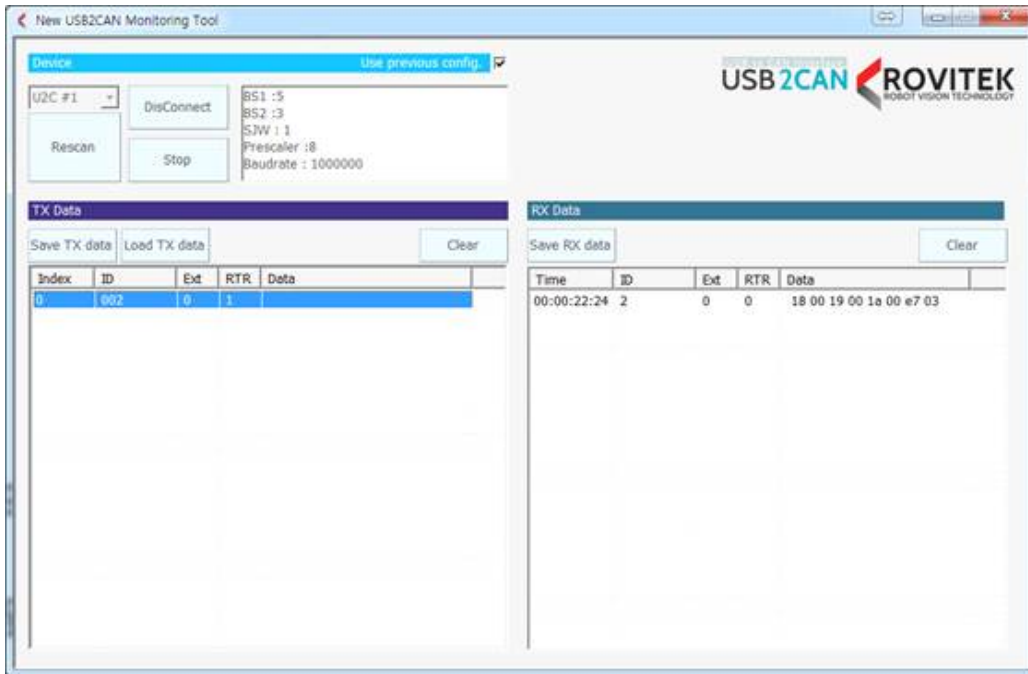 New USB2CAN Monitoring Tool
Device Use previous config.
U2C #1
DisConnect
Rescan
Stop
BS1 :5
BS2 :3
SJW : 1
Prescaler :8
Baudrate : 1000000
USB2CAN
ROVITEK
ROBOT VISION TECHNOLOGY
TX Data
Save TX data Load TX data Clear
Index ID Ext RTR Data
0 002 0 1
RX Data
Save RX data Clear
Time ID Ext RTR Data
00:00:22:24 2 0 0 18 00 19 00 1a 00 e7 03